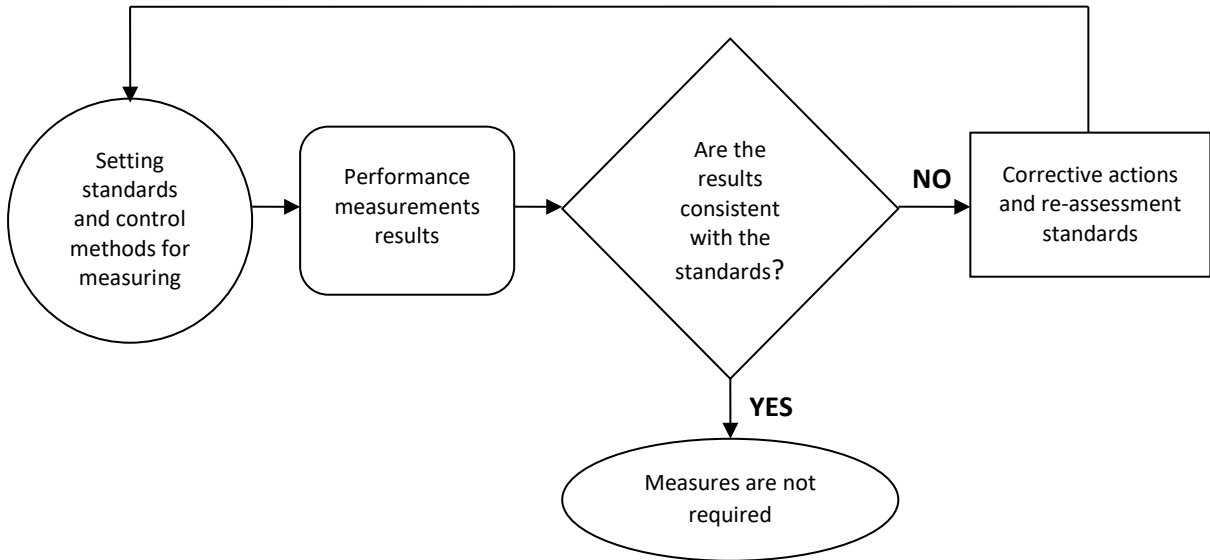 Setting
standards
and control
methods for
measuring
Performance
measurements
results
Are the
results
consistent
with the
standards?
NO
Corrective actions
and re-assessment
standards
YES
Measures are not
required